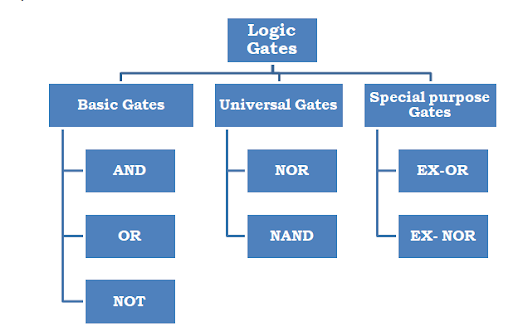 Logic
Gates
Basic Gates
Universal Gates
Special purpose
Gates
AND
NOR
EX-OR
OR
NAND
EX- NOR
NOT